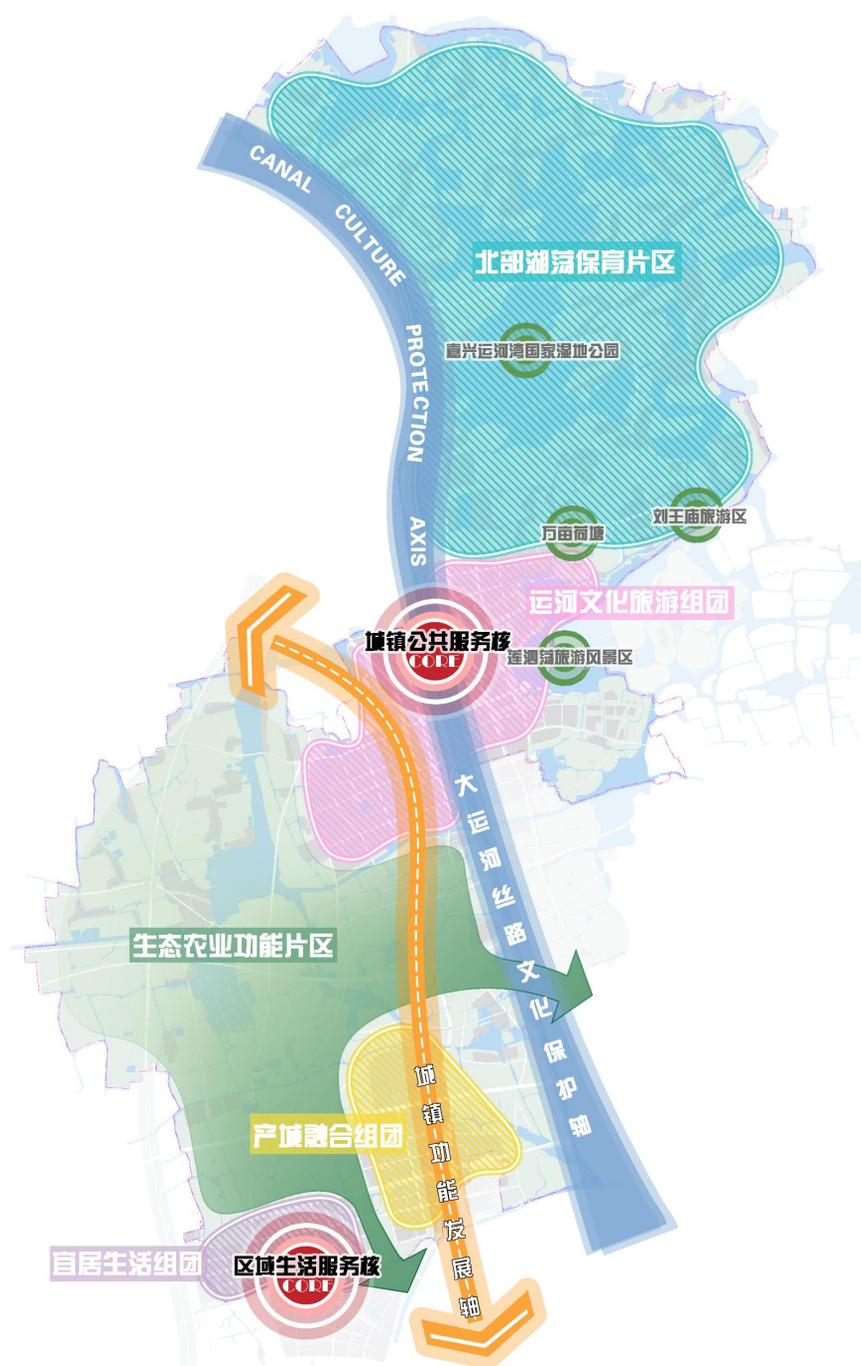 CANAL CULTURE PROTECTION AXIS
北部湖荡保育片区
嘉兴运河湾国家湿地公园
刘王庙旅游区
万亩荷塘
运河文化旅游组团
城镇公共服务核
CORE
莲泗荡旅游风景区
大运河丝路文化保护轴
生态农业功能片区
城镇功能发展轴
产城融合组团
宜居生活组团
区域生活服务核
CORE